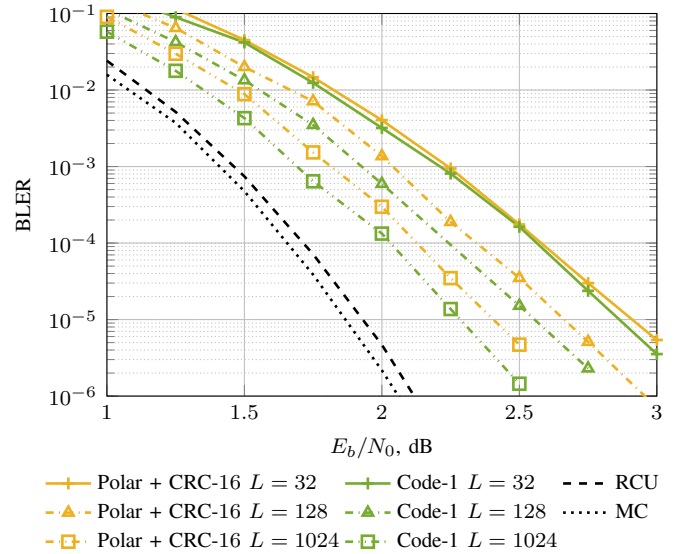 10^{-1}
10^{-2}
10^{-3}
10^{-4}
10^{-5}
10^{-6}
BLER
1 1.5 2 2.5 3
E_b/N_0, dB
Polar + CRC-16 L = 32 Code-1 L = 32 RCU
Polar + CRC-16 L = 128 Code-1 L = 128 MC
Polar + CRC-16 L = 1024 Code-1 L = 1024